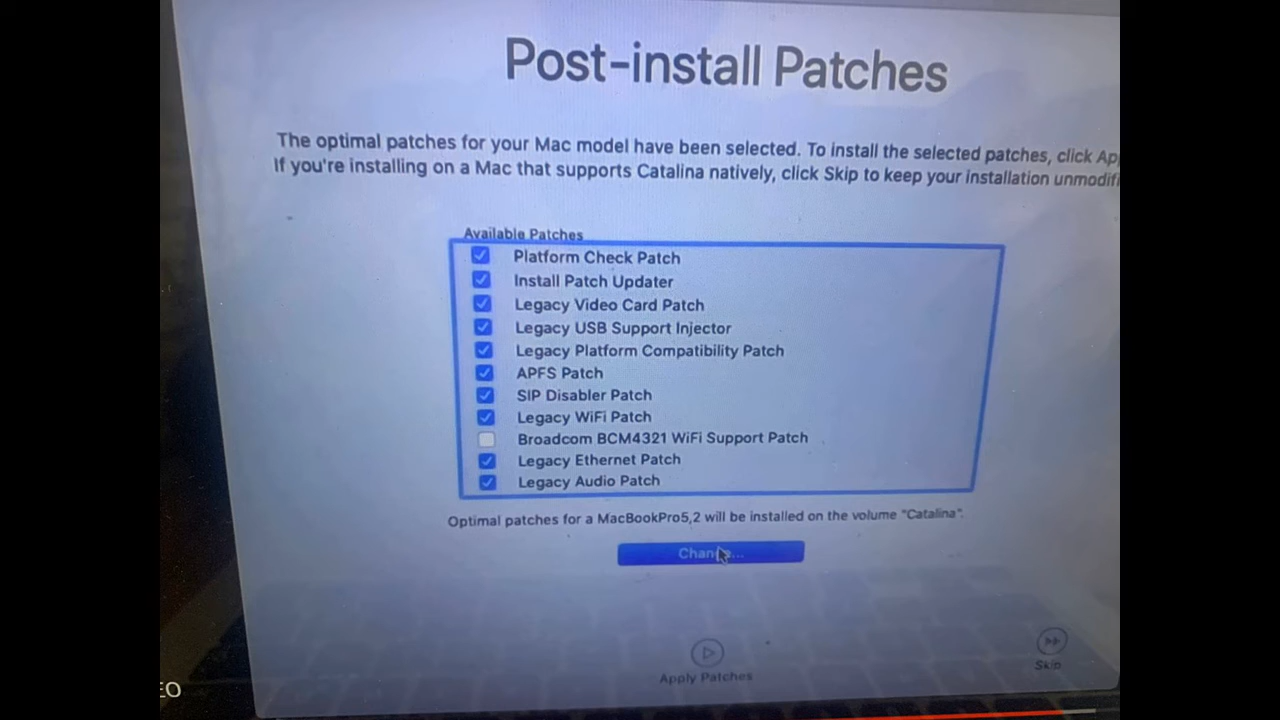 Post-install Patches
The optimal patches for your Mac model have been selected. To install the selected patches, click
If you're installing on a Mac that supports Catalina natively, click Skip to keep your installation
Available Patches
Platform Check Patch
Install Patch Updater
Legacy Video Card Patch
Legacy USB Support Injector
Legacy Platform Compatibility Patch
APFS Patch
SIP Disabler Patch
Legacy WiFi Patch
Broadcom BCM4321 WiFi Support Patch
Legacy Ethernet Patch
Legacy Audio Patch
Optimal patches for a MacBookPro5,2 will be installed on the volume "Catalina".
Apply Patches
Skip